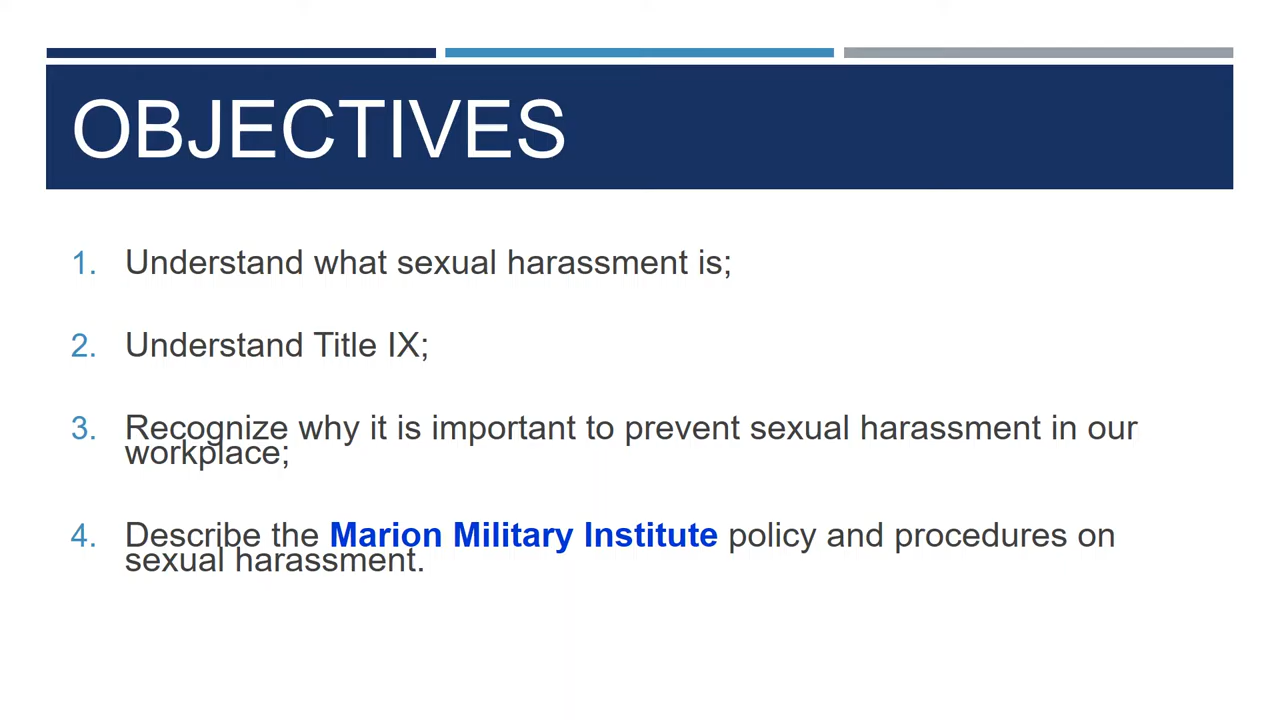 OBJECTIVES
1. Understand what sexual harassment is;
2. Understand Title IX;
3. Recognize why it is important to prevent sexual harassment in our
workplace;
4. Describe the Marion Military Institute policy and procedures on
sexual harassment.